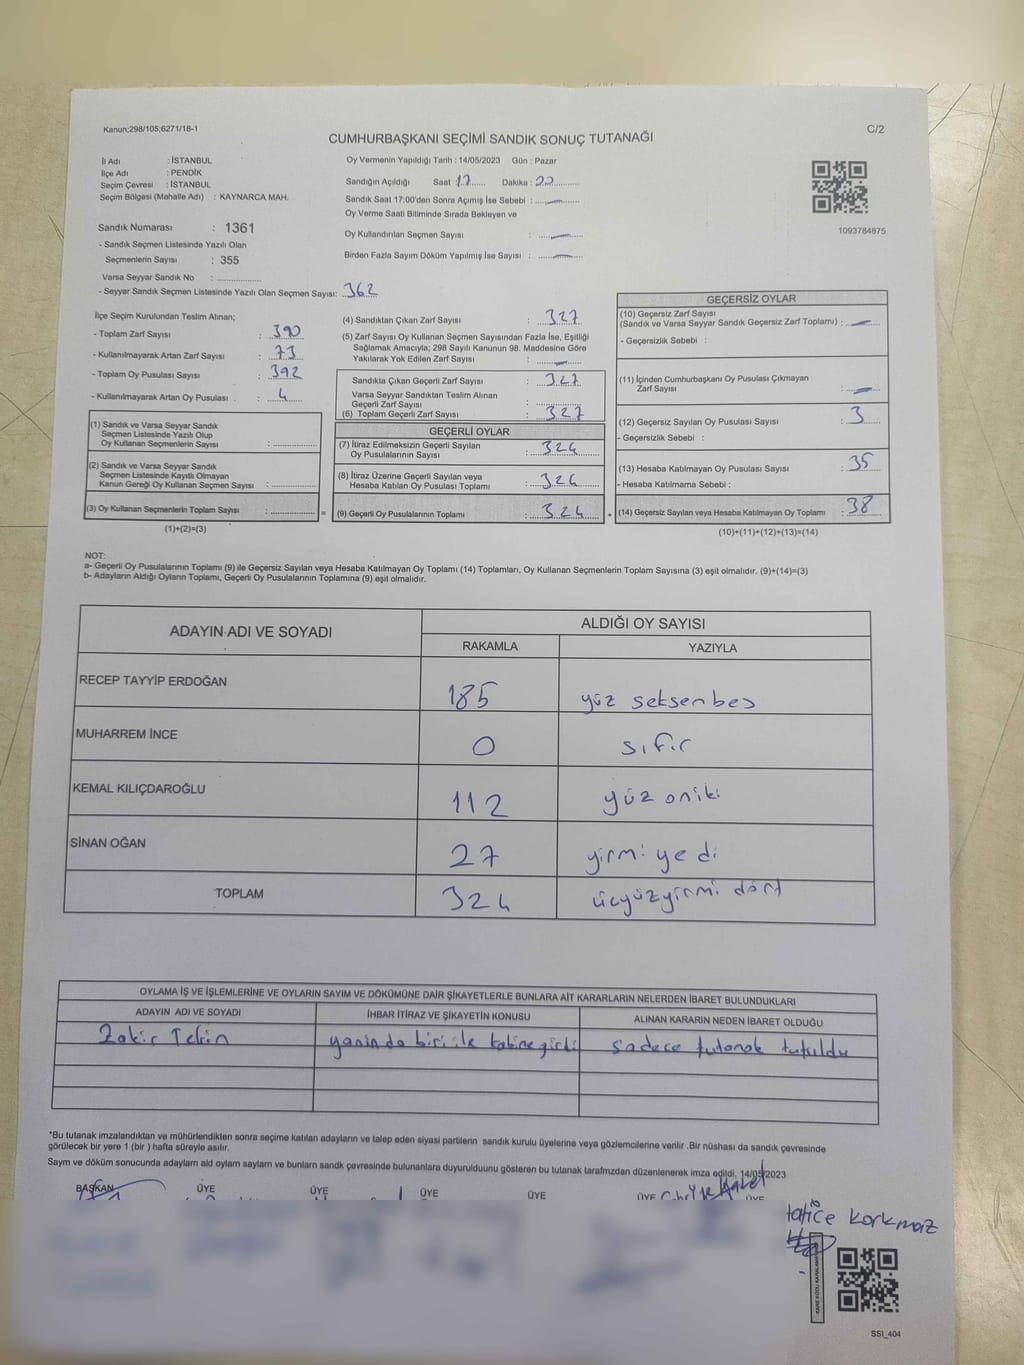 Kanun;298/105;6271/18-1
C/2
CUMHURBAŞKANI SEÇİMİ SANDIK SONUÇ TUTANAĞI
İl Adı : İSTANBUL
İlçe Adı : PENDİK
Seçim Çevresi : İSTANBUL
Seçim Bölgesi (Mahalle Adı) : KAYNARCA MAH.
Sandık Numarası : 1361
- Sandık Seçmen Listesinde Yazılı Olan
Seçmenlerin Sayısı : 355
Varsa Seyyar Sandık No : ..............
- Seyyar Sandık Seçmen Listesinde Yazılı Olan Seçmen Sayısı: 362
Oy Vermenin Yapıldığı Tarih : 14/05/2023 Gün : Pazar
Sandığın Açıldığı Saat 17 Dakika : 22
Sandık Saat 17:00'den Sonra Açımış İse Sebebi : —
Oy Verme Saati Bitiminde Sırada Bekleyen ve
Oy Kullandırılan Seçmen Sayısı : —
Birden Fazla Sayım Döküm Yapılmış İse Sayısı : —
1093784875
İlçe Seçim Kurulundan Teslim Alınan;
- Toplam Zarf Sayısı : 390
- Kullanılmayarak Artan Zarf Sayısı : 73
- Toplam Oy Pusulası Sayısı : 392
- Kullanılmayarak Artan Oy Pusulası : 4
(1) Sandık ve Varsa Seyyar Sandık
Seçmen Listesinde Yazılı Olup
Oy Kullanan Seçmenlerin Sayısı : ..............
(2) Sandık ve Varsa Seyyar Sandık
Seçmen Listesinde Kayıtlı Olmayan
Kanun Gereği Oy Kullanan Seçmen Sayısı : ..............
(3) Oy Kullanan Seçmenlerin Toplam Sayısı : ..............
(1)+(2)=(3)
(4) Sandıktan Çıkan Zarf Sayısı : 327
(5) Zarf Sayısı Oy Kullanan Seçmen Sayısından Fazla İse, Eşitliği
Sağlamak Amacıyla; 298 Sayılı Kanunun 98. Maddesine Göre
Yakılarak Yok Edilen Zarf Sayısı : —
Sandıkta Çıkan Geçerli Zarf Sayısı : 327
Varsa Seyyar Sandıktan Teslim Alınan
Geçerli Zarf Sayısı : ..............
(6) Toplam Geçerli Zarf Sayısı : 327
GEÇERLİ OYLAR
(7) İtiraz Edilmeksizin Geçerli Sayılan
Oy Pusulalarının Sayısı : 324
(8) İtiraz Üzerine Geçerli Sayılan veya
Hesaba Katılan Oy Pusulası Toplamı : 324
= (9) Geçerli Oy Pusulalarının Toplamı : 324 +
GEÇERSİZ OYLAR
(10) Geçersiz Zarf Sayısı
(Sandık ve Varsa Seyyar Sandık Geçersiz Zarf Toplamı) : —
- Geçersizlik Sebebi :
(11) İçinden Cumhurbaşkanı Oy Pusulası Çıkmayan
Zarf Sayısı : —
(12) Geçersiz Sayılan Oy Pusulası Sayısı : 3
- Geçersizlik Sebebi :
(13) Hesaba Katılmayan Oy Pusulası Sayısı : 35
- Hesaba Katılmama Sebebi :
(14) Geçersiz Sayılan veya Hesaba Katılmayan Oy Toplamı : 38
(10)+(11)+(12)+(13)=(14)
NOT:
a- Geçerli Oy Pusulalarının Toplamı (9) ile Geçersiz Sayılan veya Hesaba Katılmayan Oy Toplamı (14) Toplamları, Oy Kullanan Seçmenlerin Toplam Sayısına (3) eşit olmalıdır. (9)+(14)=(3)
b- Adayların Aldığı Oyların Toplamı, Geçerli Oy Pusulalarının Toplamına (9) eşit olmalıdır.
ADAYIN ADI VE SOYADI
ALDIĞI OY SAYISI
RAKAMLA YAZIYLA
RECEP TAYYİP ERDOĞAN 185 yüz seksenbeş
MUHARREM İNCE 0 sıfır
KEMAL KILIÇDAROĞLU 112 yüz oniki
SİNAN OĞAN 27 yirmi yedi
TOPLAM 324 üçyüzyirmi dört
OYLAMA İŞ VE İŞLEMLERİNE VE OYLARIN SAYIM VE DÖKÜMÜNE DAİR ŞİKAYETLERLE BUNLARA AİT KARARLARIN NELERDEN İBARET BULUNDUKLARI
ADAYIN ADI VE SOYADI İHBAR İTİRAZ VE ŞİKAYETİN KONUSU ALINAN KARARIN NEDEN İBARET OLDUĞU
Zakir Tekin yanında biri ile kabine girdi sadece tutanak tutuldu
*Bu tutanak imzalandıktan ve mühürlendikten sonra seçime katılan adayların ve talep eden siyasi partilerin sandık kurulu üyelerine veya gözlemcilerine verilir .Bir nüshası da sandık çevresinde
görülecek bir yere 1 (bir ) hafta süreyle asılır.
Sayım ve döküm sonucunda adayların ald oyların sayların ve bunların sandk çevresinde bulunanlara duyurulduunu gösteren bu tutanak tarafmzdan düzenlenerek imza edildi. 14/05/2023
BAŞKAN ÜYE ÜYE ÜYE ÜYE ÜYE ÜYE
Hatice Korkmaz
SSI_404